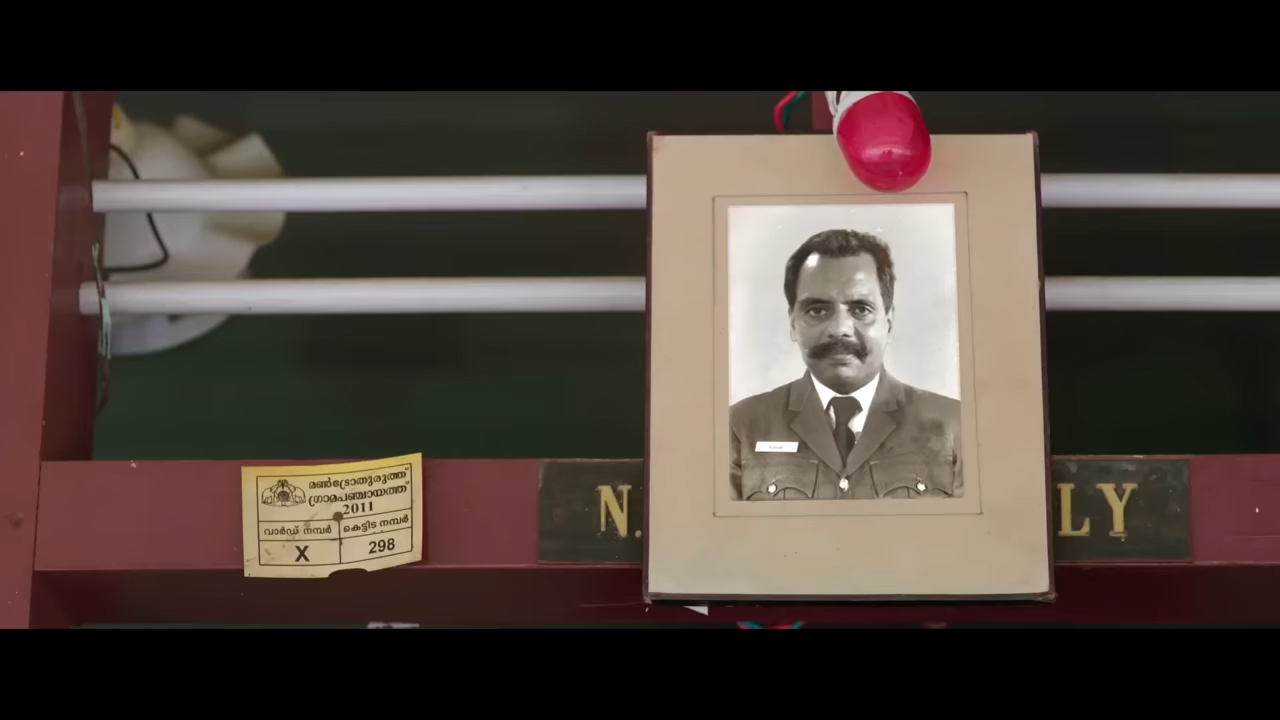 മൺട്രോതുരുത്ത്
ഗ്രാമപഞ്ചായത്ത്
2011
വാർഡ് നമ്പർ
കെട്ടിട നമ്പർ
X
298
N.
LY